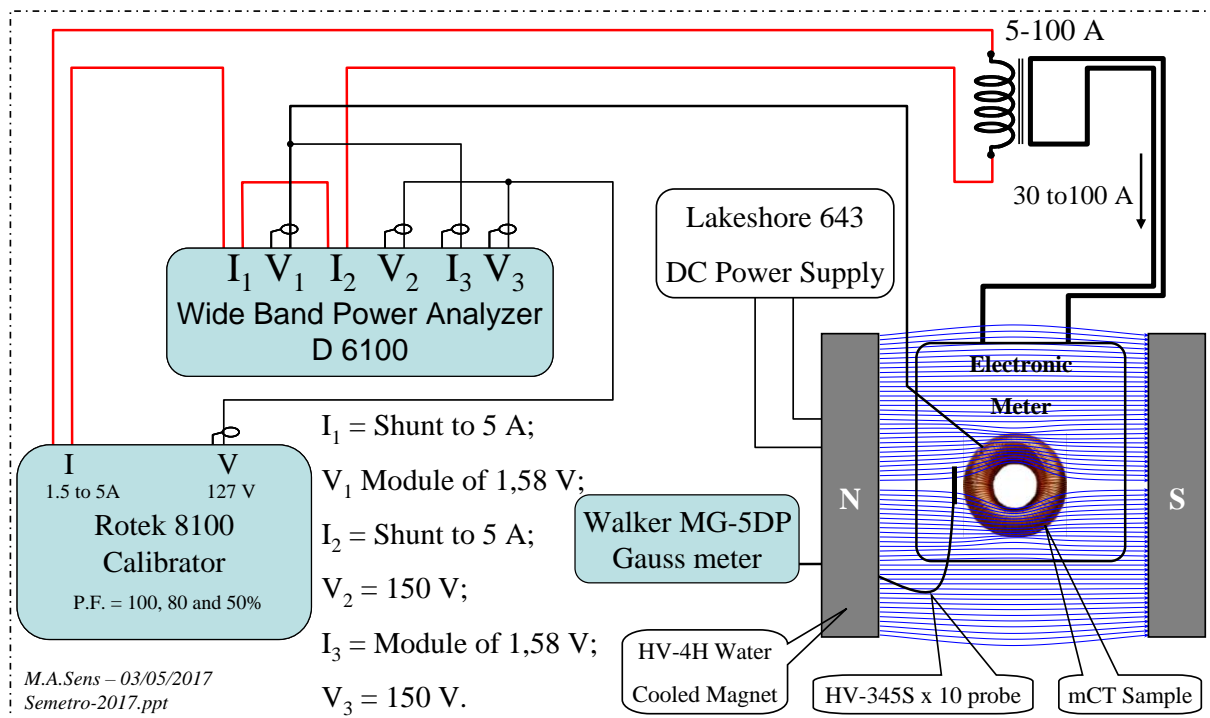 5-100 A
30 to100 A
Lakeshore 643
DC Power Supply
I1 V1 I2 V2 I3 V3
Wide Band Power Analyzer
D 6100
Electronic
Meter
N
S
I V
1.5 to 5A 127 V
Rotek 8100
Calibrator
P.F. = 100, 80 and 50%
I1 = Shunt to 5 A;
V1 Module of 1,58 V;
I2 = Shunt to 5 A;
V2 = 150 V;
I3 = Module of 1,58 V;
V3 = 150 V.
Walker MG-5DP
Gauss meter
HV-4H Water
Cooled Magnet
HV-345S x 10 probe
mCT Sample
M.A.Sens – 03/05/2017
Semetro-2017.ppt